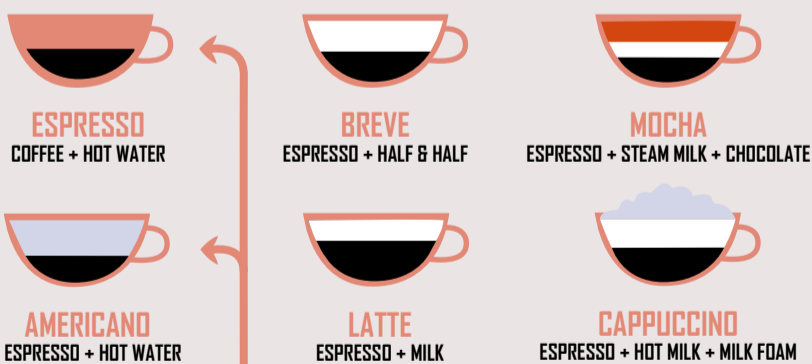 ESPRESSO
COFFEE + HOT WATER
BREVE
ESPRESSO + HALF & HALF
MOCHA
ESPRESSO + STEAM MILK + CHOCOLATE
AMERICANO
ESPRESSO + HOT WATER
LATTE
ESPRESSO + MILK
CAPPUCCINO
ESPRESSO + HOT MILK + MILK FOAM